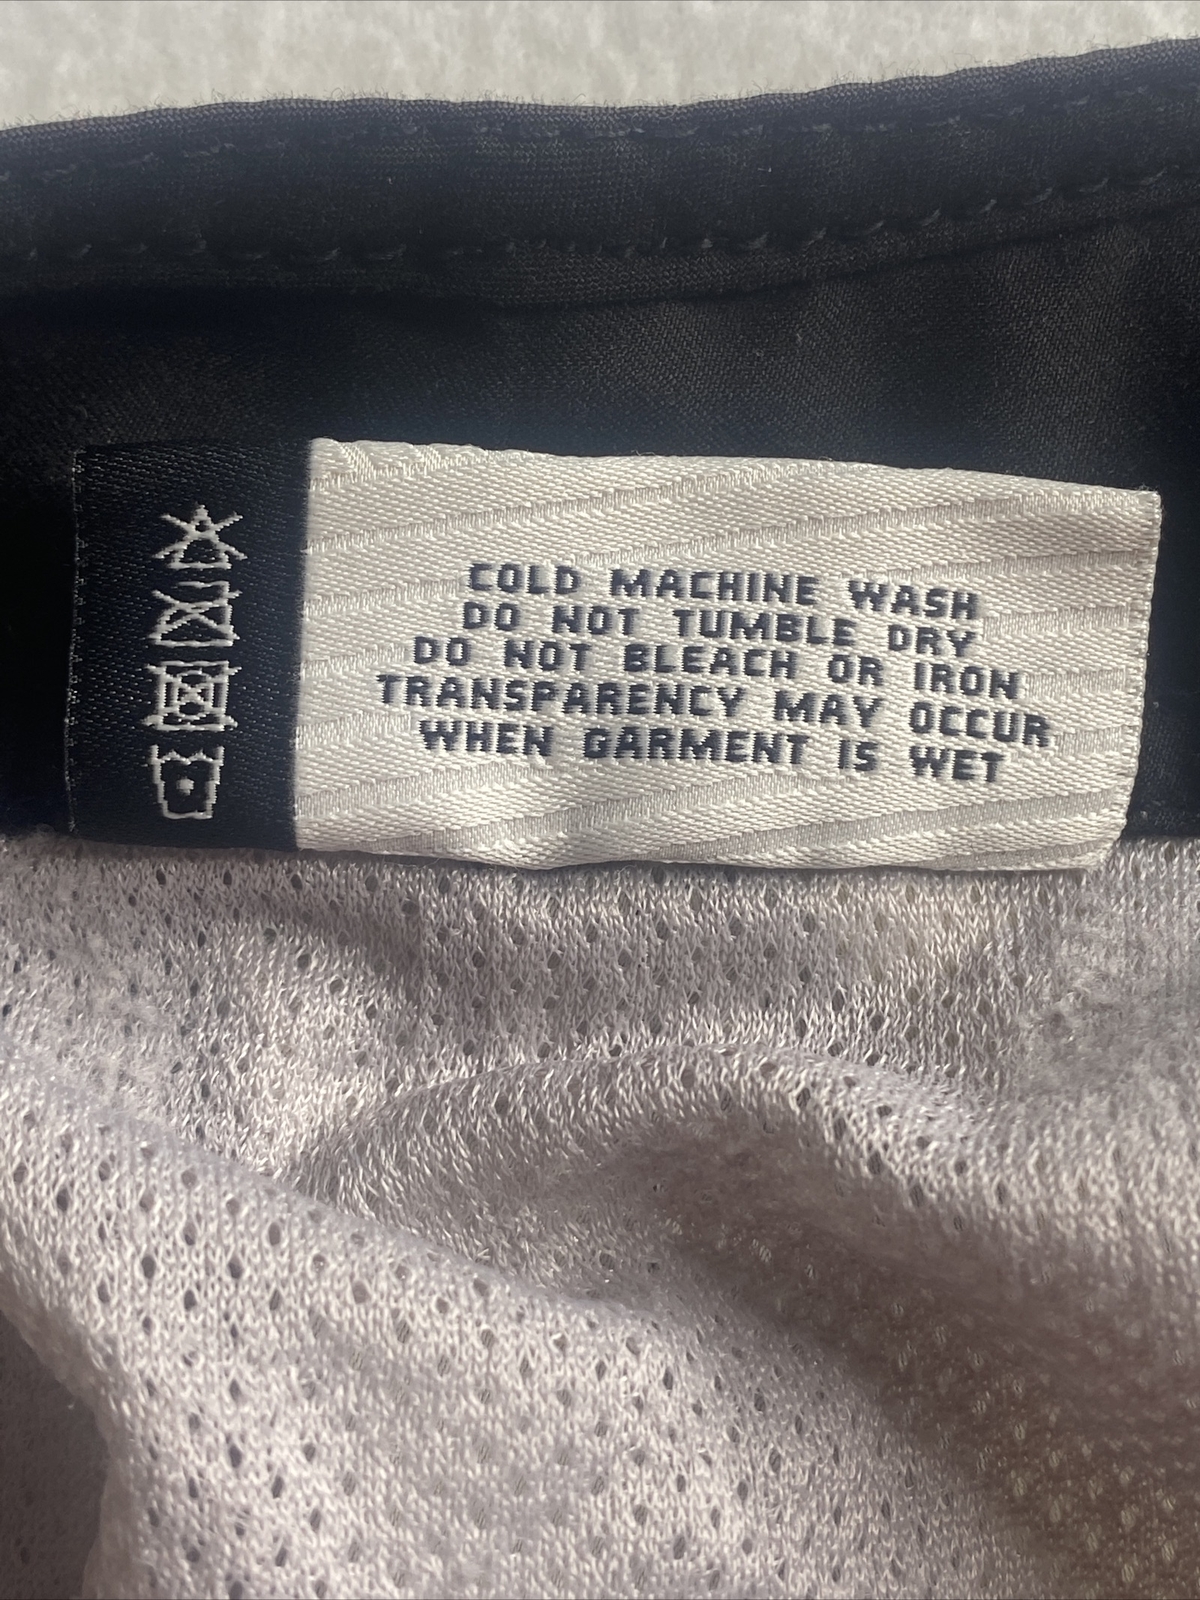 COLD MACHINE WASH
DO NOT TUMBLE DRY
DO NOT BLEACH OR IRON
TRANSPARENCY MAY OCCUR
WHEN GARMENT IS WET